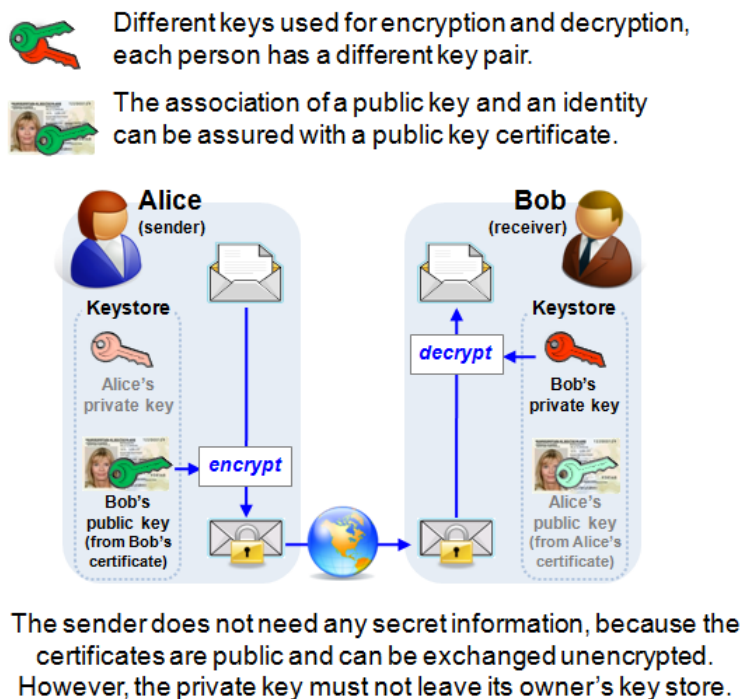 Different keys used for encryption and decryption,
each person has a different key pair.
The association of a public key and an identity
can be assured with a public key certificate.
Alice
(sender)
Keystore
Alice's
private key
Bob's
public key
(from Bob's
certificate)
encrypt
Bob
(receiver)
Keystore
decrypt
Bob's
private key
Alice's
public key
(from Alice's
certificate)
The sender does not need any secret information, because the
certificates are public and can be exchanged unencrypted.
However, the private key must not leave its owner's key store.